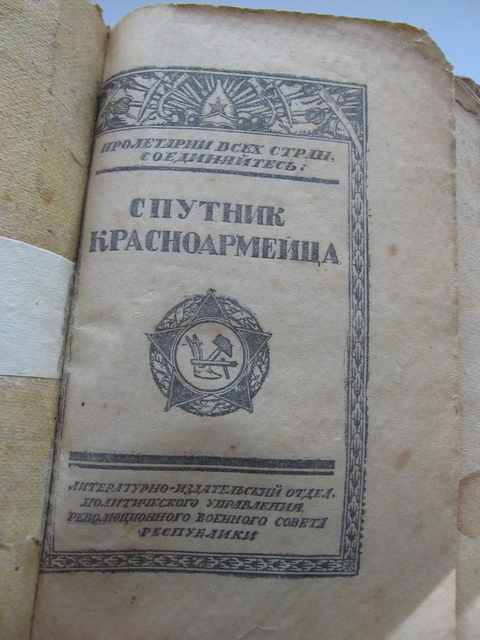 ПРОЛЕТАРИИ ВСЕХ СТРАН,
СОЕДИНЯЙТЕСЬ!
СПУТНИК
КРАСНОАРМЕЙЦА
ЛИТЕРАТУРНО-ИЗДАТЕЛЬСКИЙ ОТДЕЛ
ПОЛИТИЧЕСКОГО УПРАВЛЕНИЯ
РЕВОЛЮЦИОННОГО ВОЕННОГО СОВЕТА
РЕСПУБЛИКИ